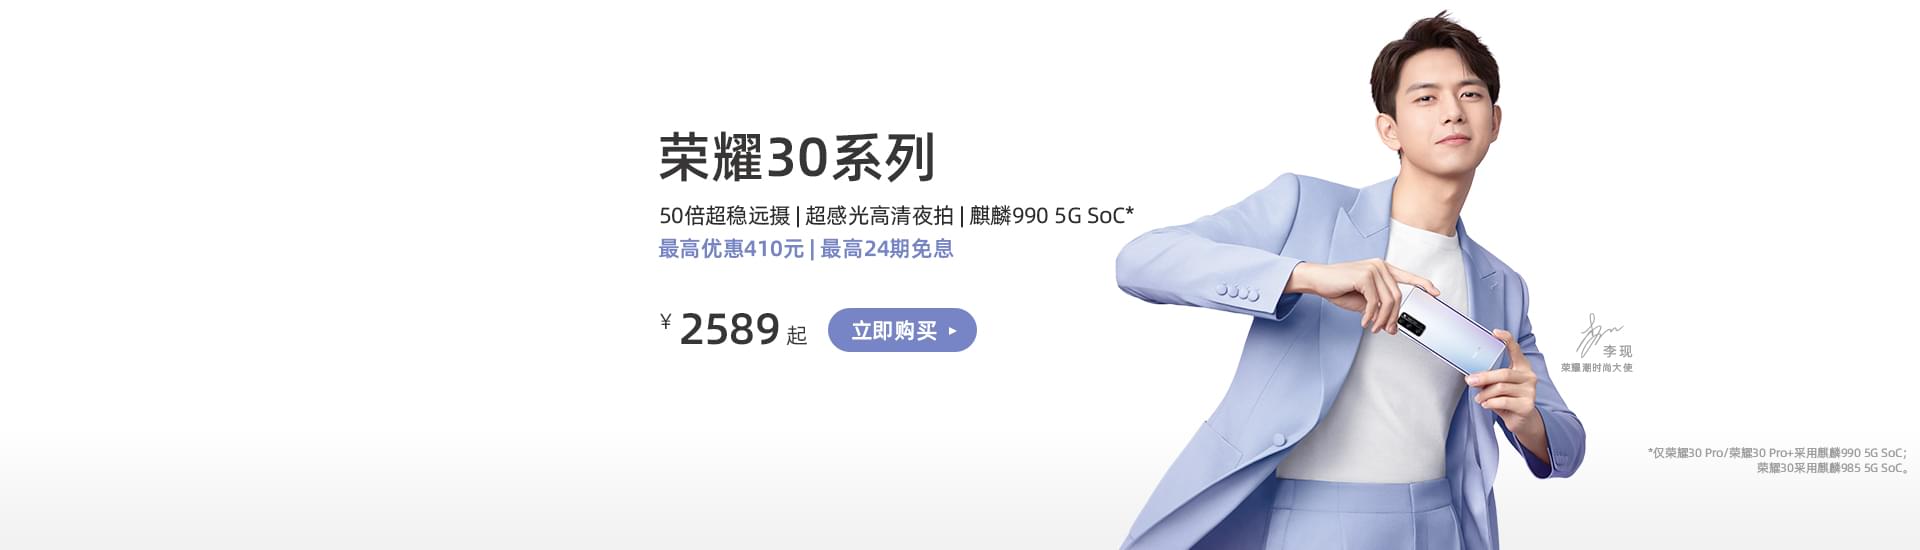 荣耀30系列
50倍超稳远摄 | 超感光高清夜拍 | 麒麟990 5G SoC*
最高优惠410元 | 最高24期免息
¥ 2589 起 立即购买
李现
荣耀潮时尚大使
*仅荣耀30 Pro/荣耀30 Pro+采用麒麟990 5G SoC；
荣耀30采用麒麟985 5G SoC。